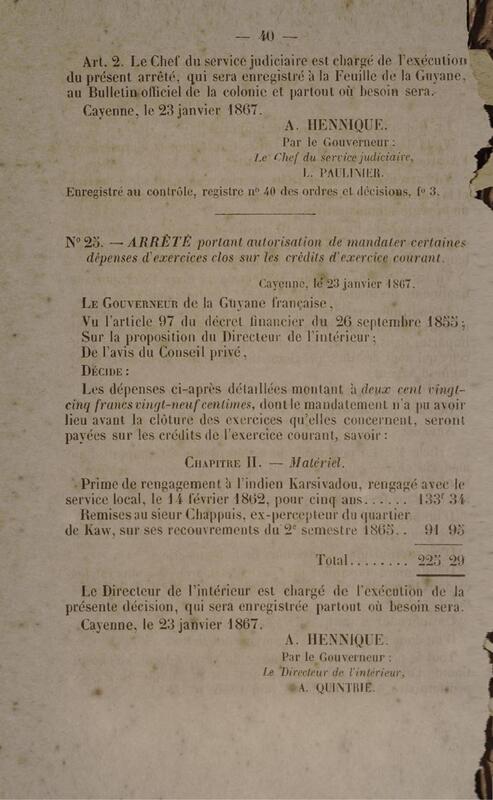 — 40 —
Art. 2. Le Chef du service judiciaire est chargé de l'exécution
du présent arrêté, qui sera enregistré à la Feuille de la Guyane,
au Bulletin officiel de la colonie et partout où besoin sera.
Cayenne, le 23 janvier 1867.
A. HENNIQUE.
Par le Gouverneur :
Le Chef du service judiciaire,
L. PAULINIER.
Enregistré au contrôle, registre nº 40 des ordres et décisions, fº 3.
Nº 25. — ARRÊTÉ portant autorisation de mandater certaines
dépenses d'exercices clos sur les crédits d'exercice courant.
Cayenne, le 23 janvier 1867.
LE GOUVERNEUR de la Guyane française,
Vu l'article 97 du décret financier du 26 septembre 1855;
Sur la proposition du Directeur de l'intérieur;
De l'avis du Conseil privé,
DÉCIDE :
Les dépenses ci-après détaillées montant à deux cent vingt-
cinq francs vingt-neuf centimes, dont le mandatement n'a pu avoir
lieu avant la clôture des exercices qu'elles concernent, seront
payées sur les crédits de l'exercice courant, savoir :
CHAPITRE II. — Matériel.
Prime de rengagement à l'indien Karsivadou, rengagé avec le
service local, le 14 février 1862, pour cinq ans...... 133f 34
Remises au sieur Chappuis, ex-percepteur du quartier
de Kaw, sur ses recouvrements du 2e semestre 1865.. 91 95
Total........ 225 29
Le Directeur de l'intérieur est chargé de l'exécution de la
présente décision, qui sera enregistrée partout où besoin sera.
Cayenne, le 23 janvier 1867.
A. HENNIQUE.
Par le Gouverneur :
Le Directeur de l'intérieur,
A. QUINTRIE.